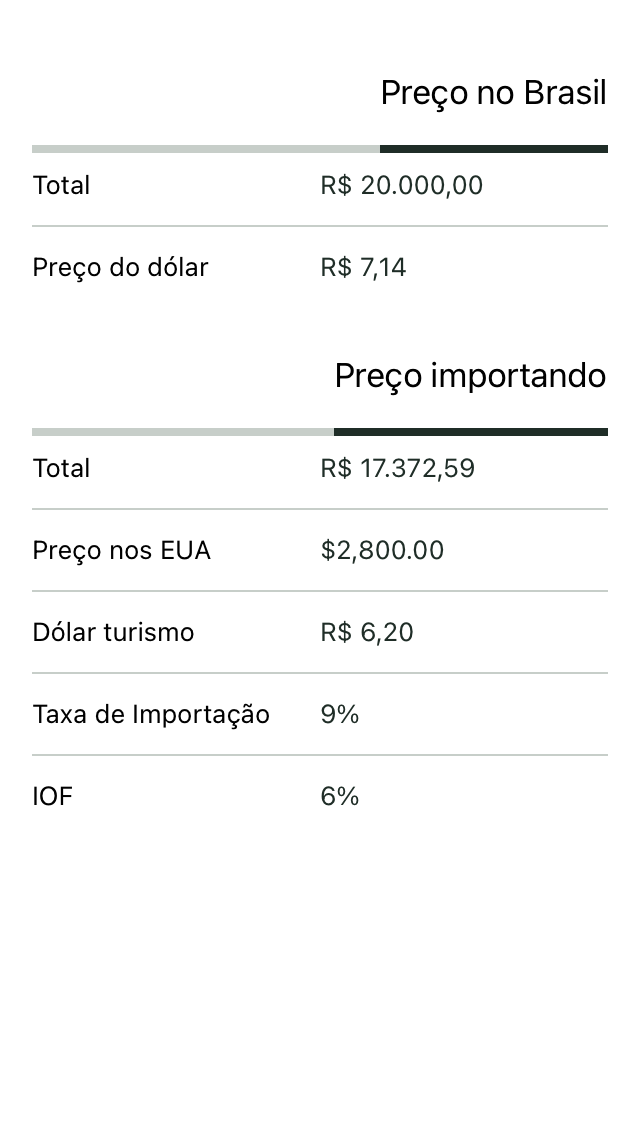 Preço no Brasil
Total R$ 20.000,00
Preço do dólar R$ 7,14
Preço importando
Total R$ 17.372,59
Preço nos EUA $2,800.00
Dólar turismo R$ 6,20
Taxa de Importação 9%
IOF 6%